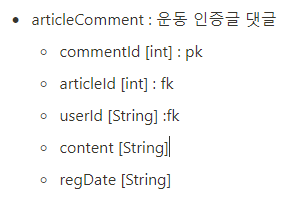 articleComment : 운동 인증글 댓글
commentId [int] : pk
articleId [int] : fk
userId [String] :fk
content [String]
regDate [String]